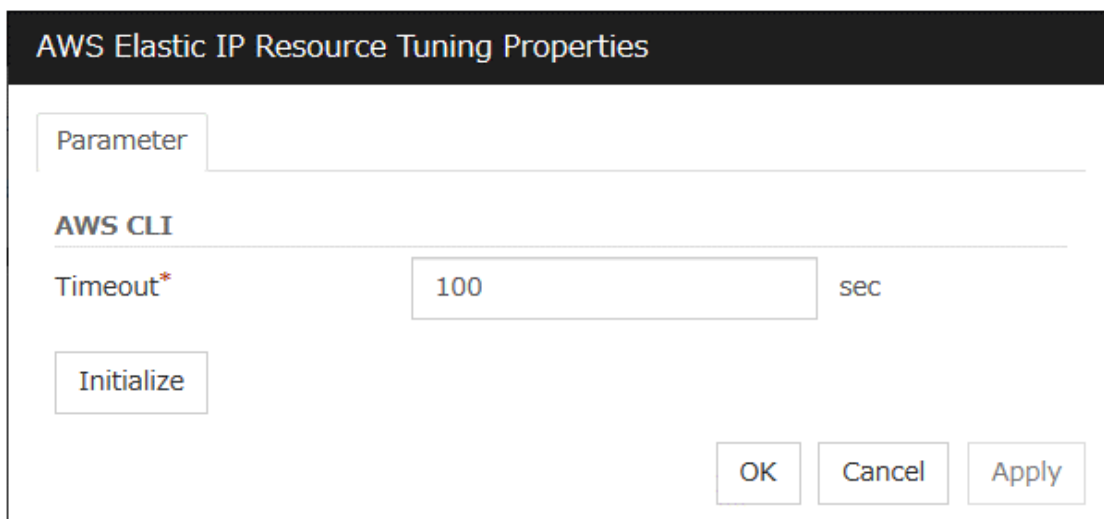 AWS Elastic IP Resource Tuning Properties
Parameter
AWS CLI
Timeout* 100 sec
Initialize
OK Cancel Apply